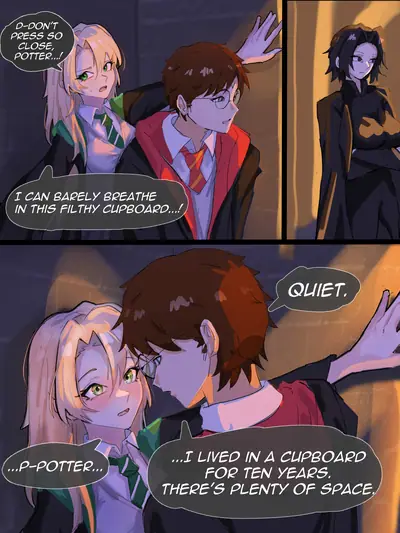 D-DON'T
PRESS SO
CLOSE,
POTTER...!
I CAN BARELY BREATHE
IN THIS FILTHY CUPBOARD...!
QUIET.
...I LIVED IN A CUPBOARD
FOR TEN YEARS.
THERE'S PLENTY OF SPACE.
...P-POTTER...